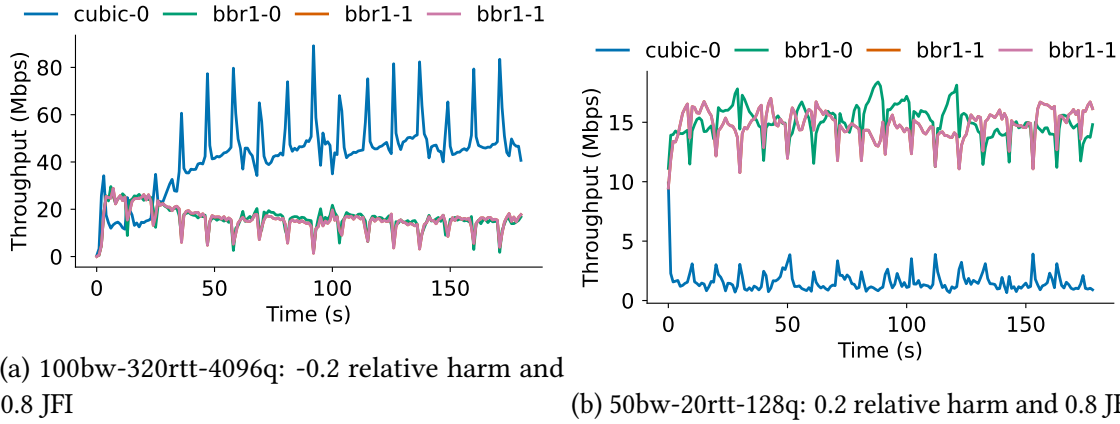 cubic-0 bbr1-0 bbr1-1 bbr1-1
Throughput (Mbps)
80
60
40
20
0
0 50 100 150
Time (s)
(a) 100bw-320rtt-4096q: -0.2 relative harm and
0.8 JFI
cubic-0 bbr1-0 bbr1-1 bbr1-1
Throughput (Mbps)
15
10
5
0
0 50 100 150
Time (s)
(b) 50bw-20rtt-128q: 0.2 relative harm and 0.8 JF